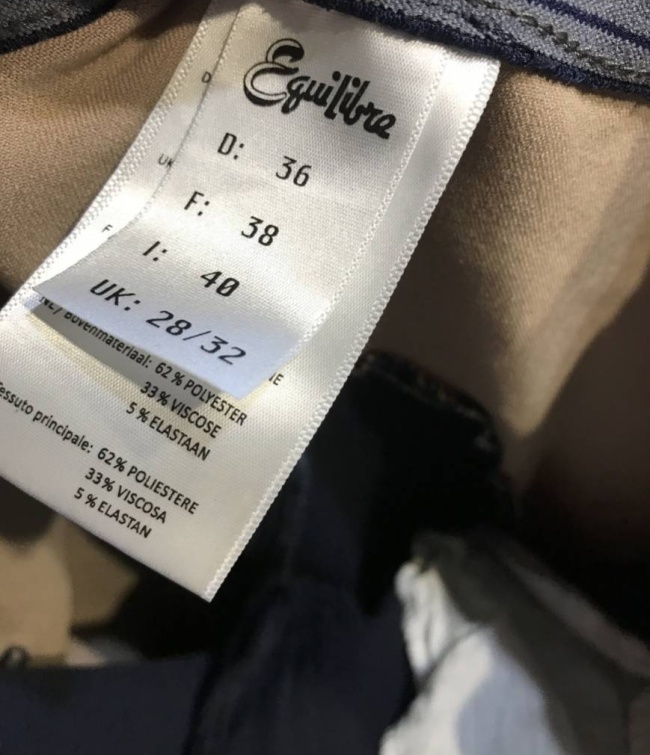 Equilibre
D: 36
F: 38
I: 40
UK: 28/32
Bovenmateriaal: 62% POLYESTER
33% VISCOSE
5% ELASTAAN
Tessuto principale: 62% POLIESTERE
33% VISCOSA
5% ELASTAN